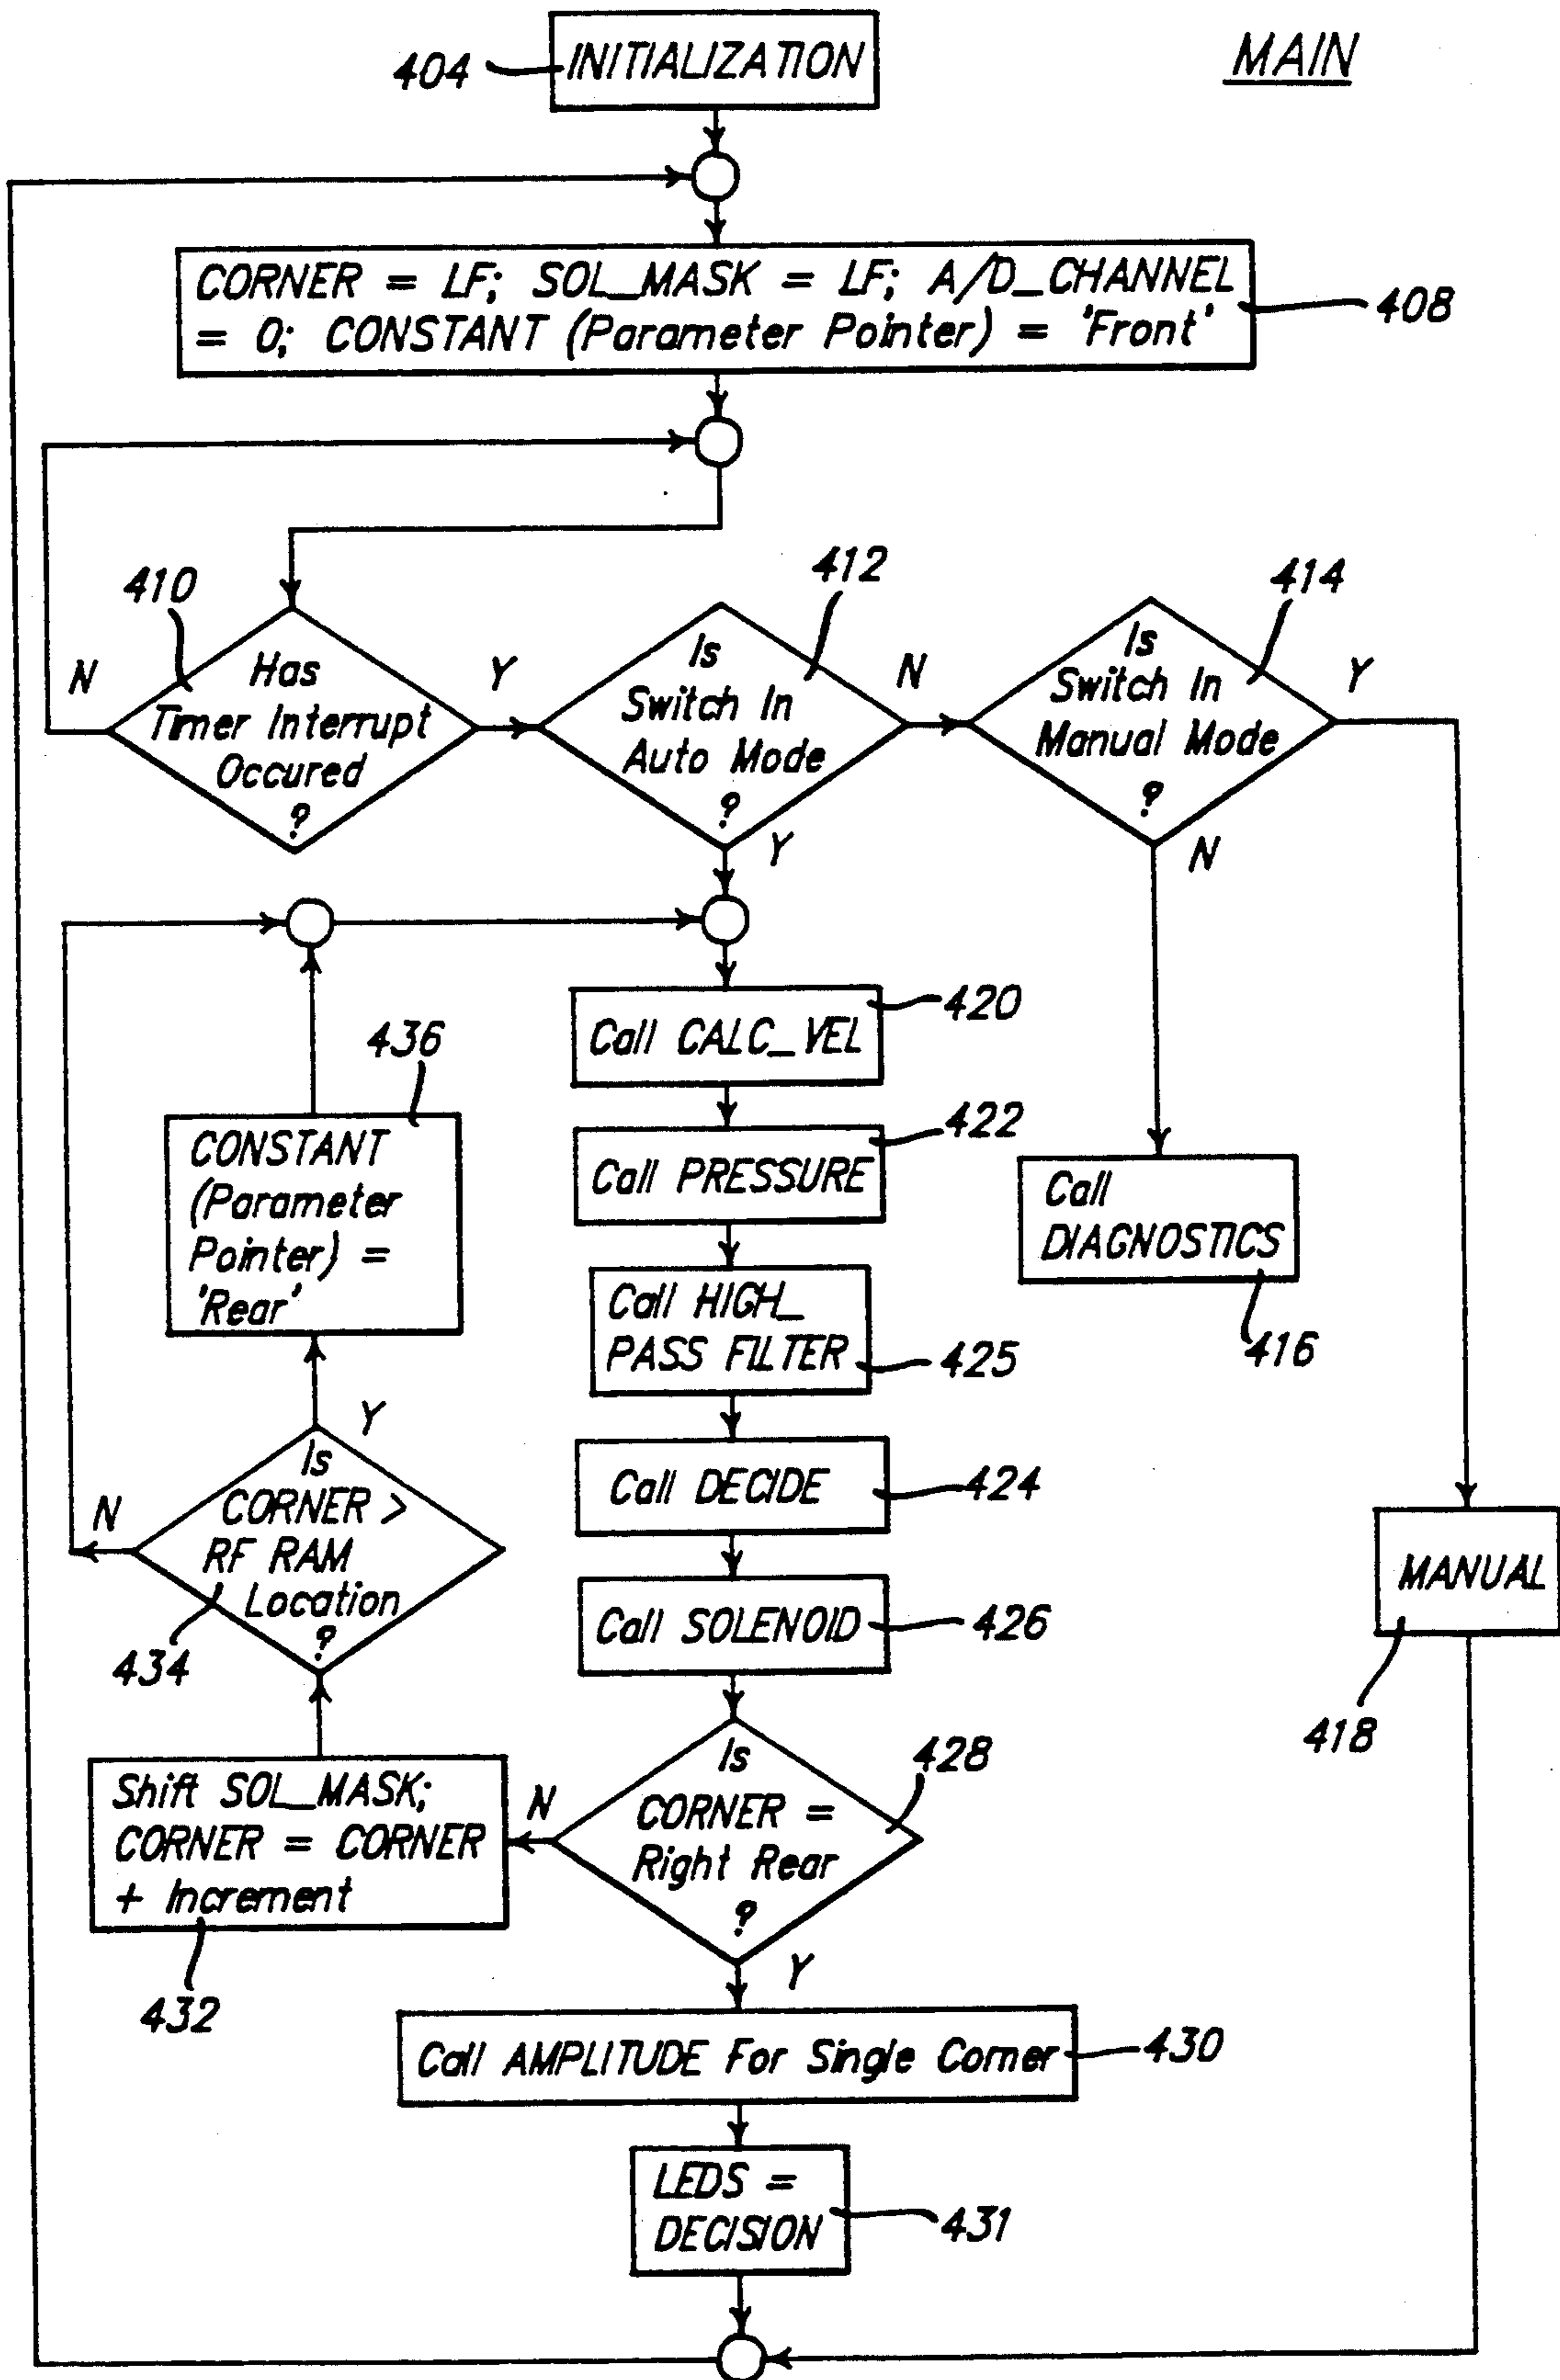 MAIN
404
INITIALIZATION
CORNER = LF; SOL_MASK = LF; A/D_CHANNEL
= 0; CONSTANT (Parameter Pointer) = 'Front'
408
410
412
414
N
Has
Timer Interrupt
Occured
?
Y
Is
Switch In
Auto Mode
?
N
Y
Is
Switch In
Manual Mode
?
Y
N
Call CALC_VEL
420
436
CONSTANT
(Parameter
Pointer) =
'Rear'
Call PRESSURE
422
Call
DIAGNOSTICS
416
Call HIGH_
PASS FILTER
425
Y
Is
CORNER >
RF RAM
Location
?
N
434
Call DECIDE
424
MANUAL
418
Call SOLENOID
426
Shift SOL_MASK;
CORNER = CORNER
+ Increment
432
N
Is
CORNER =
Right Rear
?
428
Y
Call AMPLITUDE For Single Corner
430
LEDS =
DECISION
431